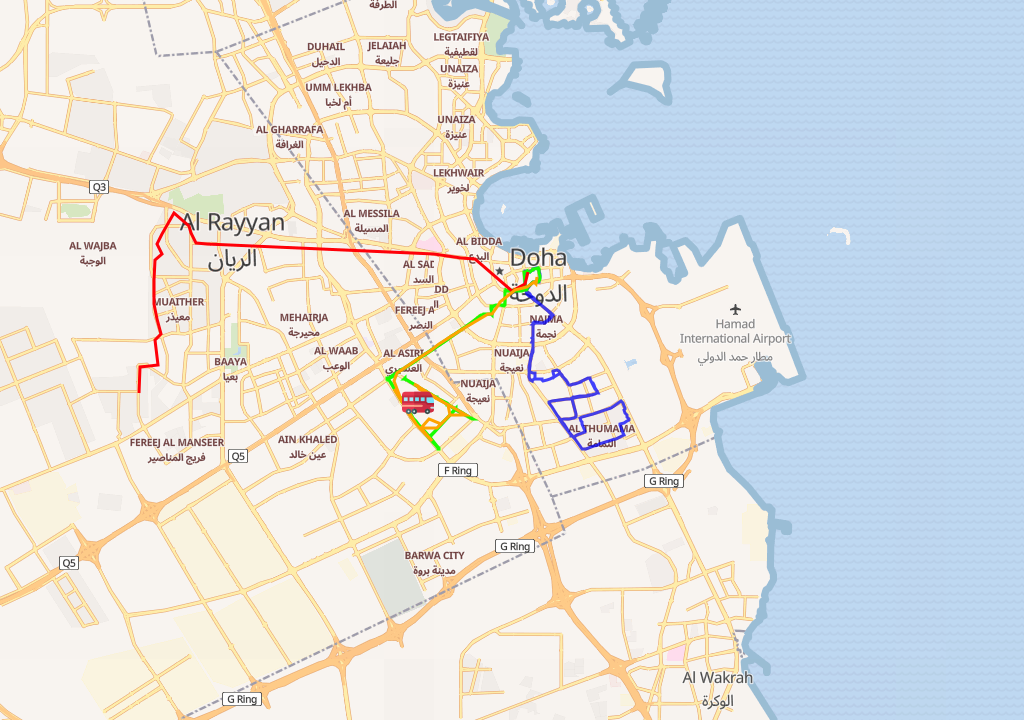 الطرفة
LEGTAIFIYA
لقطيفية
DUHAIL
الدحيل
JELAIAH
جليعة
UNAIZA
عنيزة
UMM LEKHBA
أم لخبا
UNAIZA
عنيزة
AL GHARRAFA
الغرافة
LEKHWAIR
لخوير
Q3
Al Rayyan
الريان
AL MESSILA
المسيلة
AL WAJBA
الوجبة
AL BIDDA
البدع
Doha
الدوحة
AL SAD
السد
DD
ال
MUAITHER
معيذر
MEHAIRJA
محيرجة
FEREEJ A
النصر
NAJMA
نجمة
Hamad
International Airport
مطار حمد الدولي
BAAYA
بعيا
AL WAAB
الوعب
AL ASIRI
العسيري
NUAIJA
نعيجة
NUAIJA
نعيجة
AL THUMAMA
الثمامة
FEREEJ AL MANSEER
فريج المناصير
AIN KHALED
عين خالد
Q5
F Ring
G Ring
G Ring
BARWA CITY
مدينة بروة
Q5
Al Wakrah
الوكرة
G Ring